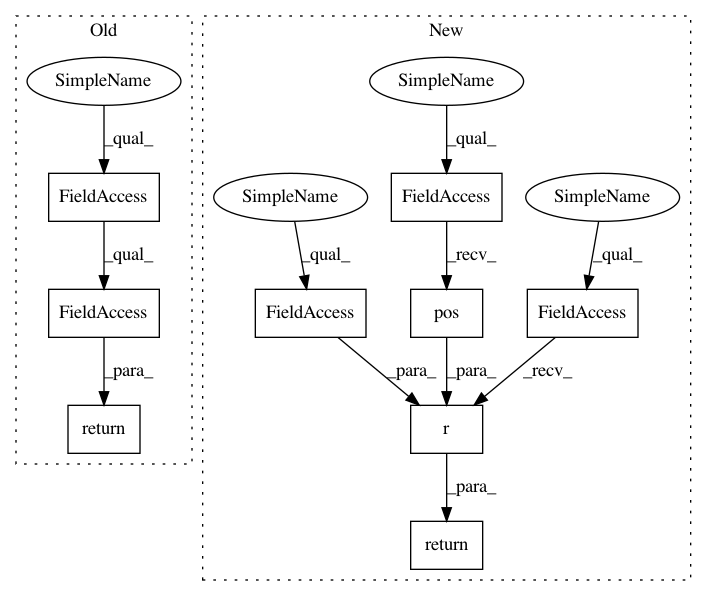 Old
SimpleName
_qual_
FieldAccess
_qual_
FieldAccess
_para_
return
New
SimpleName
_qual_
SimpleName
FieldAccess
SimpleName
_qual_
_recv_
_qual_
FieldAccess
pos
FieldAccess
_para_
_para_
_recv_
r
_para_
return